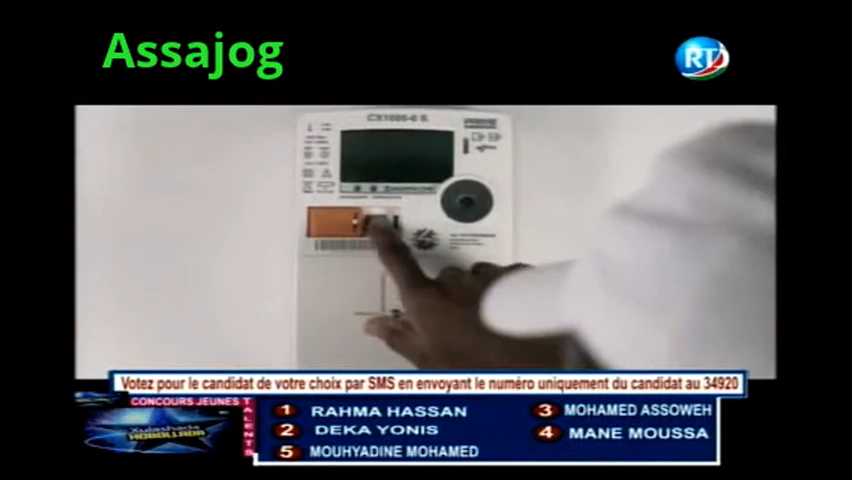 Assajog
RTD
CX1000-6 S
Votez pour le candidat de votre choix par SMS en envoyant le numéro uniquement du candidat au 34920
CONCOURS JEUNES TALENTS
1 RAHMA HASSAN
2 DEKA YONIS
5 MOUHYADINE MOHAMED
3 MOHAMED ASSOWEH
4 MANE MOUSSA